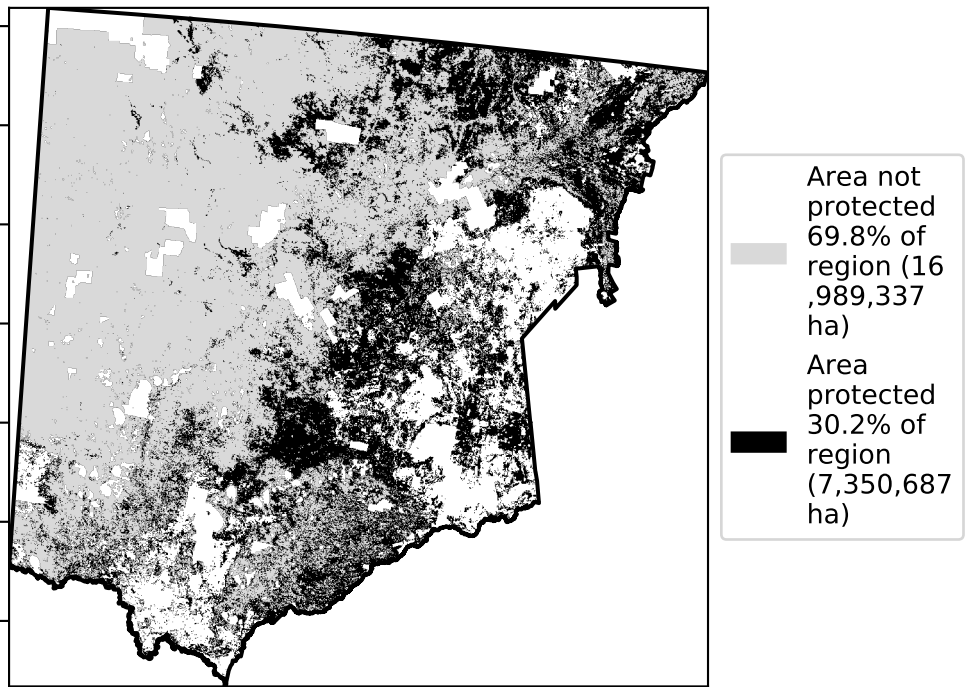 Area not
protected
69.8% of
region (16
,989,337
ha)
Area
protected
30.2% of
region
(7,350,687
ha)